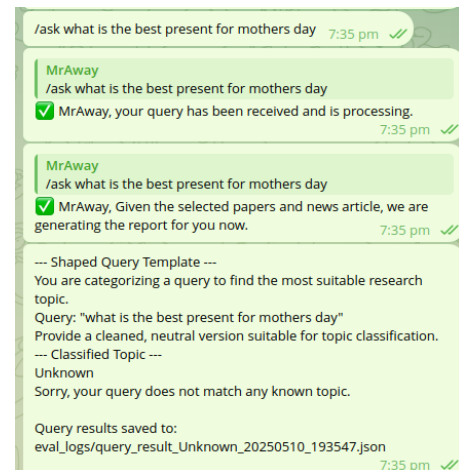 /ask what is the best present for mothers day 7:35 pm
MrAway
/ask what is the best present for mothers day
✅ MrAway, your query has been received and is processing.
7:35 pm
MrAway
/ask what is the best present for mothers day
✅ MrAway, Given the selected papers and news article, we are
generating the report for you now. 7:35 pm
--- Shaped Query Template ---
You are categorizing a query to find the most suitable research
topic.
Query: "what is the best present for mothers day"
Provide a cleaned, neutral version suitable for topic classification.
--- Classified Topic ---
Unknown
Sorry, your query does not match any known topic.
Query results saved to:
eval_logs/query_result_Unknown_20250510_193547.json
7:35 pm